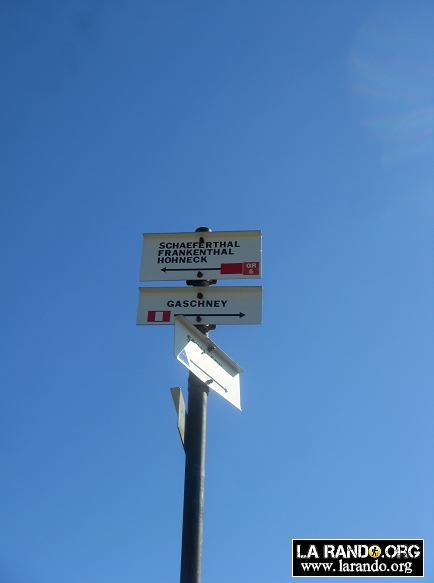 SCHAEFERTHAL
FRANKENTHAL
HOHNECK
GR
5
GASCHNEY
LA RANDO.ORG
www.larando.org